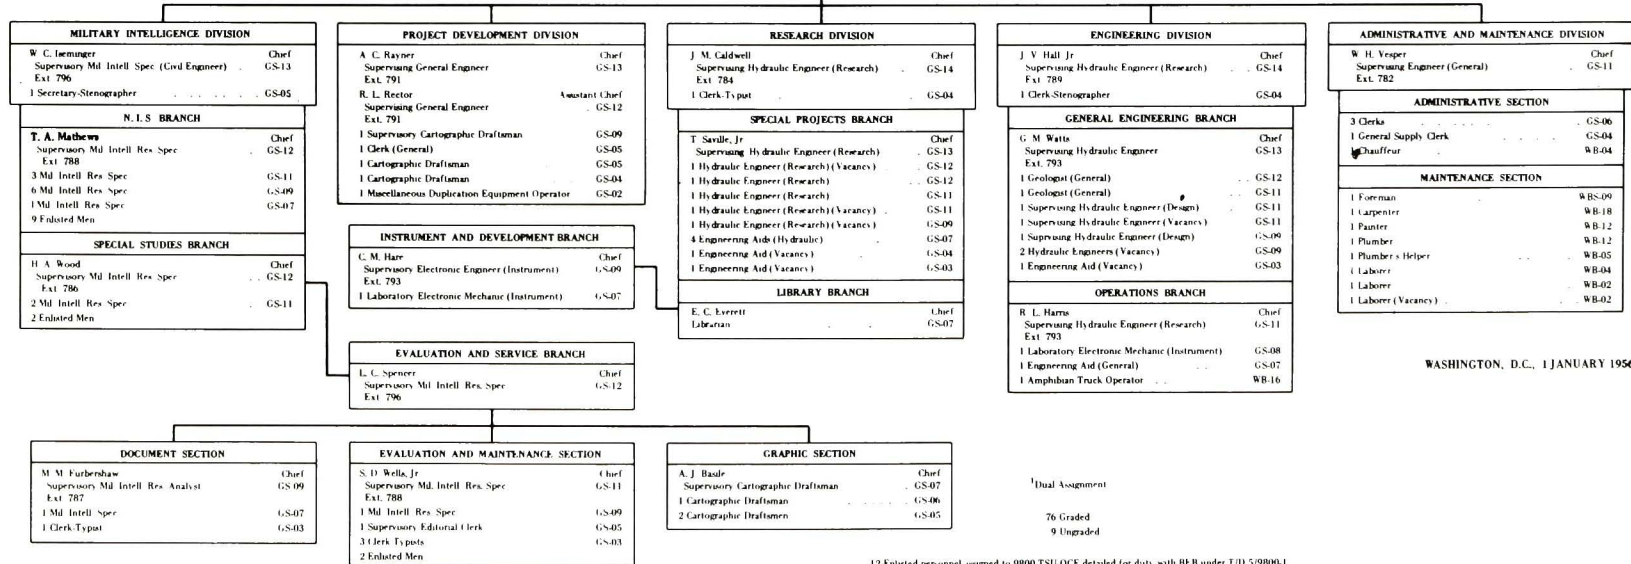 MILITARY INTELLIGENCE DIVISION
W. C. Iseminger Chief
Supervisory Mil Intell Spec (Civil Engineer) . GS-13
Ext 796
1 Secretary-Stenographer . . . . . . GS-05
N.I.S BRANCH
T. A. Mathews Chief
Supervisory Mil Intell Res Spec . GS-12
Ext 788
3 Mil Intell Res Spec GS-11
6 Mil Intell Res Spec GS-09
1 Mil Intell Res Spec GS-07
9 Enlisted Men
SPECIAL STUDIES BRANCH
H A Wood Chief
Supervisory Mil Intell Res Spec . . GS-12
Ext 786
2 Mil Intell Res Spec . GS-11
2 Enlisted Men
PROJECT DEVELOPMENT DIVISION
A C. Rayner Chief
Supervising General Engineer GS-13
Ext. 791
R. L. Rector Assistant Chief
Supervising General Engineer . GS-12
Ext. 791
1 Supervisory Cartographic Draftsman GS-09
1 Clerk (General) GS-05
1 Cartographic Draftsman GS-05
1 Cartographic Draftsman GS-04
1 Miscellaneous Duplication Equipment Operator GS-02
INSTRUMENT AND DEVELOPMENT BRANCH
C. M. Hare Chief
Supervisory Electronic Engineer (Instrument) GS-09
Ext. 793
1 Laboratory Electronic Mechanic (Instrument) GS-07
EVALUATION AND SERVICE BRANCH
L. C. Spencer Chief
Supervisory Mil Intell Res. Spec GS-12
Ext 796
RESEARCH DIVISION
J. M. Caldwell Chief
Supervising Hydraulic Engineer (Research) . GS-14
Ext 784
1 Clerk-Typist . GS-04
SPECIAL PROJECTS BRANCH
T Saville, Jr Chief
Supervising Hydraulic Engineer (Research) GS-13
1 Hydraulic Engineer (Research) (Vacancy) . GS-12
1 Hydraulic Engineer (Research) . GS-12
1 Hydraulic Engineer (Research) GS-11
1 Hydraulic Engineer (Research) (Vacancy) . GS-11
1 Hydraulic Engineer (Research) (Vacancy) GS-09
4 Engineering Aids (Hydraulic) . GS-07
1 Engineering Aid (Vacancy) . GS-04
1 Engineering Aid (Vacancy) GS-03
LIBRARY BRANCH
E. C. Everett Chief
Librarian . . GS-07
ENGINEERING DIVISION
J V Hall Jr Chief
Supervising Hydraulic Engineer (Research) . . GS-14
Ext 789
1 Clerk-Stenographer GS-04
GENERAL ENGINEERING BRANCH
G M Watts Chief
Supervising Hydraulic Engineer GS-13
Ext. 793
1 Geologist (General) . . GS-12
1 Geologist (General) . GS-11
1 Supervising Hydraulic Engineer (Design) . GS-11
1 Supervising Hydraulic Engineer (Vacancy) GS-11
1 Suprvising Hydraulic Engineer (Design) GS-09
2 Hydraulic Engineers (Vacancy) GS-09
1 Engineering Aid (Vacancy) GS-03
OPERATIONS BRANCH
R L. Harris Chief
Supervising Hydraulic Engineer (Research) GS-11
Ext 793
1 Laboratory Electronic Mechanic (Instrument) GS-08
1 Engineering Aid (General) . . GS-07
1 Amphibian Truck Operator . . WB-16
ADMINISTRATIVE AND MAINTENANCE DIVISION
W. H. Vesper Chief
Supervising Engineer (General) . GS-11
Ext. 782
ADMINISTRATIVE SECTION
3 Clerks . . . . . . . GS-06
1 General Supply Clerk . . . . GS-04
1 Chauffeur . WB-04
MAINTENANCE SECTION
1 Foreman . WBS-09
1 Carpenter WB-18
1 Painter WB-12
1 Plumber WB-12
1 Plumber s Helper . . WB-05
1 Laborer WB-04
1 Laborer WB-02
1 Laborer (Vacancy) . . . WB-02
WASHINGTON, D.C., 1 JANUARY 1956
DOCUMENT SECTION
M M Furbershaw Chief
Supervisory Mil Intell Res Analyst GS 09
Ext 787
1 Mil Intell Spec GS-07
1 Clerk-Typist GS-03
EVALUATION AND MAINTENANCE SECTION
S. D Wells, Jr Chief
Supervisory Mil. Intell Res. Spec GS-11
Ext. 788
1 Mil Intell Res Spec GS-09
1 Supervisory Editorial Clerk GS-05
3 Clerk Typists GS-03
2 Enlisted Men
GRAPHIC SECTION
A. J Basile Chief
Supervisory Cartographic Draftsman . GS-07
1 Cartographic Draftsman . . . . . . GS-06
2 Cartographic Draftsmen GS-05
1Dual Assignment
76 Graded
9 Ungraded
12 Enlisted personnel assigned to 9800 TSU OCE detailed for duty with BEB under T/D 5/9800-1